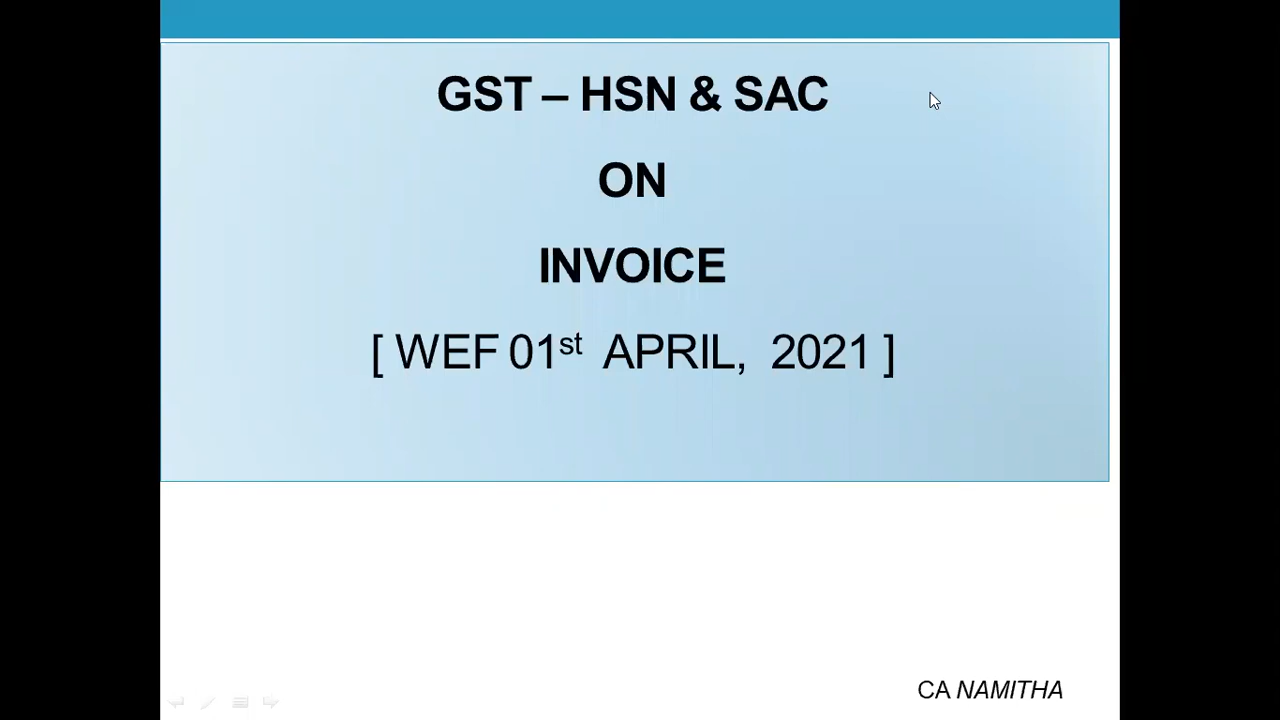 GST – HSN & SAC
ON
INVOICE
[ WEF 01st APRIL, 2021 ]
CA NAMITHA